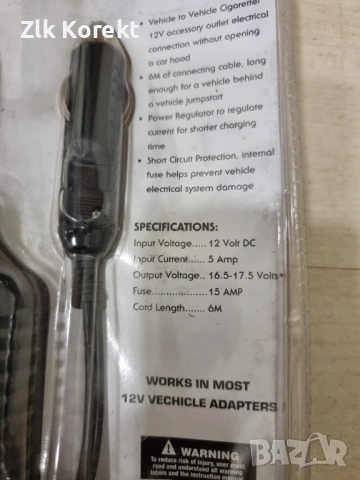 Zlk Korekt
• Vehicle to Vehicle Cigarette/
12V accessory outlet electrical
connection without opening
a car hood
• 6M of connecting cable, long
enough for a vehicle behind
a vehicle jumpstart
• Power Regulator to regulate
current for shorter charging
time
• Short Circuit Protection, internal
fuse helps prevent vehicle
electrical system damage
SPECIFICATIONS:
Input Voltage..... 12 Volt DC
Input Current..... 5 Amp
Output Voltage.. 16.5-17.5 Volts
Fuse................. 15 AMP
Cord Length....... 6M
WORKS IN MOST
12V VECHICLE ADAPTERS
WARNING
To reduce risk of injury, user must
read and understand all warning
labels and the instruction manual
BAZAR
bg